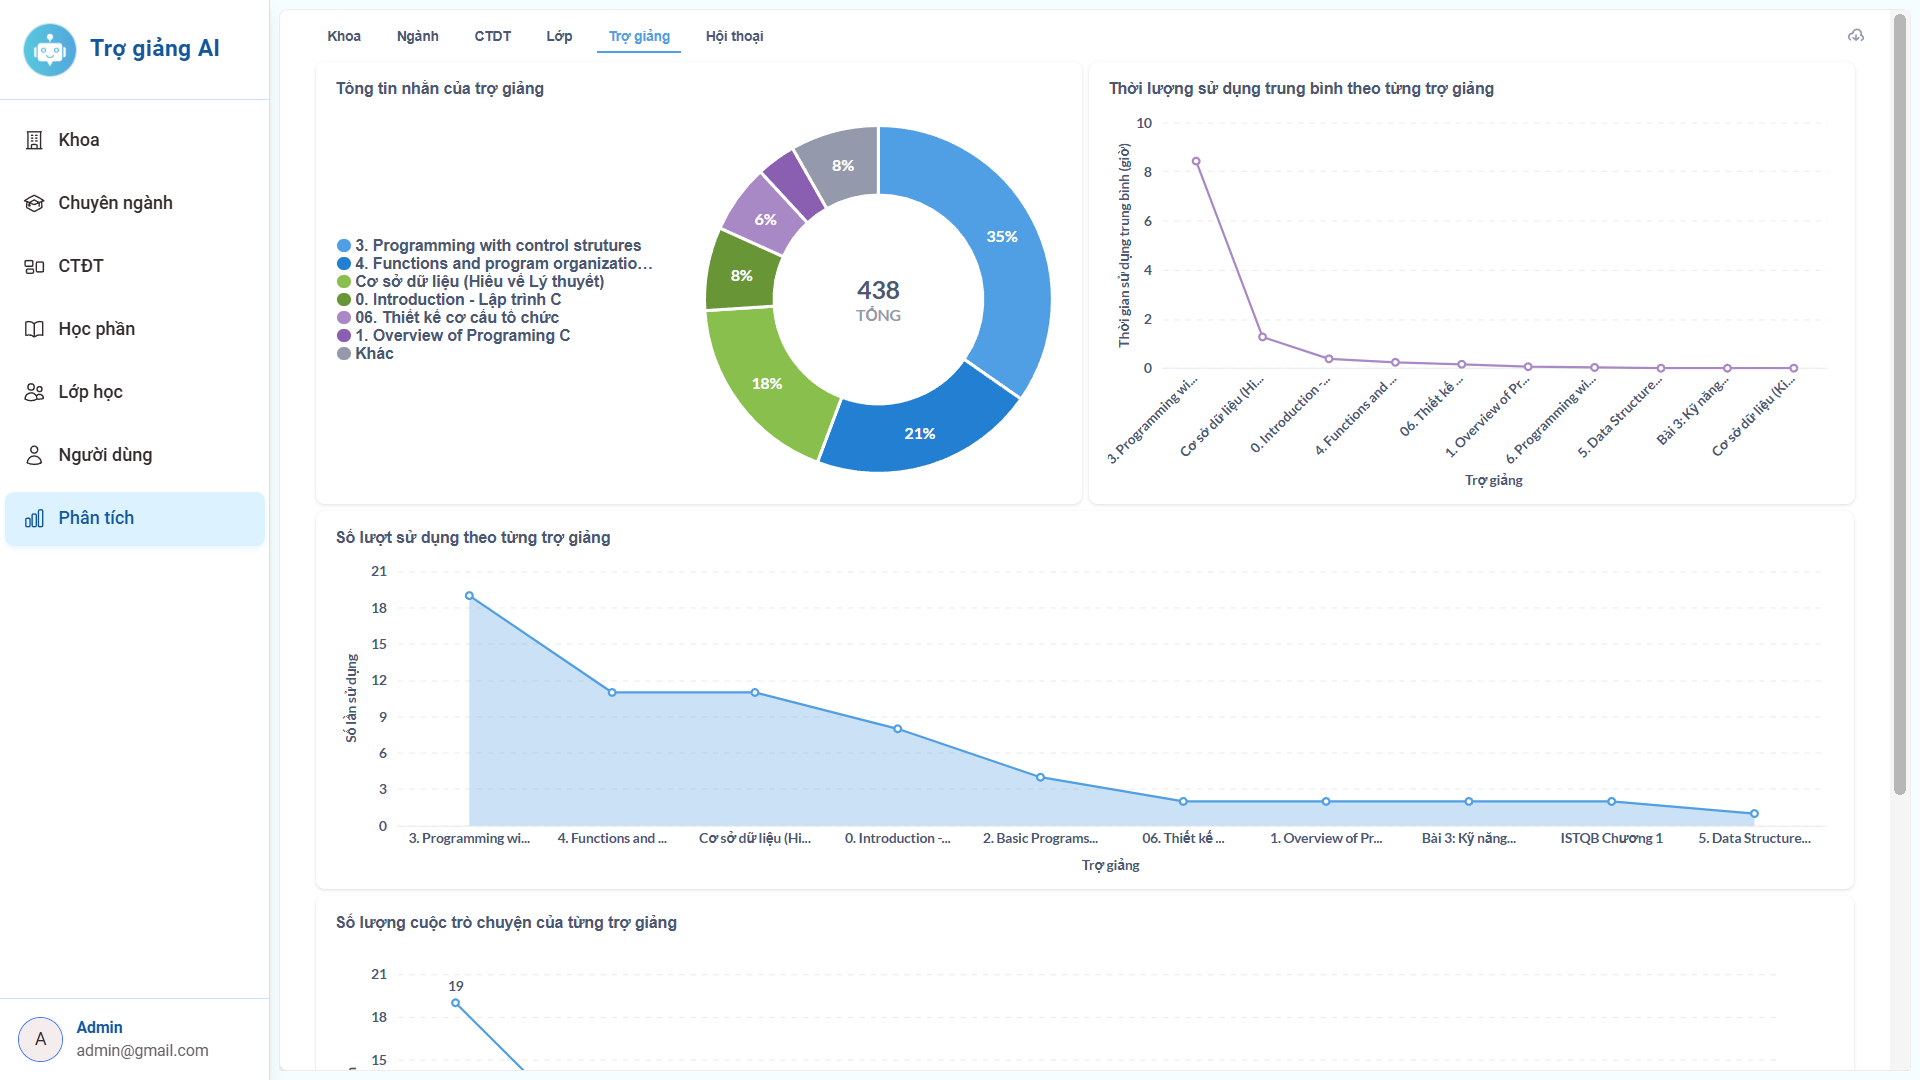 Trợ giảng AI
Khoa
Chuyên ngành
CTĐT
Học phần
Lớp học
Người dùng
Phân tích
A
Admin
admin@gmail.com
Khoa Ngành CTDT Lớp Trợ giảng Hội thoại
Tổng tin nhắn của trợ giảng
3. Programming with control strutures
4. Functions and program organizatio...
Cơ sở dữ liệu (Hiểu về Lý thuyết)
0. Introduction - Lập trình C
06. Thiết kế cơ cấu tổ chức
1. Overview of Programing C
Khác
35%
21%
18%
8%
6%
8%
438
TỔNG
Thời lượng sử dụng trung bình theo từng trợ giảng
Thời gian sử dụng trung bình (giờ)
10
8
6
4
2
0
3. Programming wi...
Cơ sở dữ liệu (Hi...
0. Introduction -...
4. Functions and ...
06. Thiết kế ...
1. Overview of Pr...
6. Programming wi...
5. Data Structure...
Bài 3: Kỹ năng...
Cơ sở dữ liệu (Ki...
Trợ giảng
Số lượt sử dụng theo từng trợ giảng
Số lần sử dụng
21
18
15
12
9
6
3
0
3. Programming wi...
4. Functions and ...
Cơ sở dữ liệu (Hi...
0. Introduction -...
2. Basic Programs...
06. Thiết kế ...
1. Overview of Pr...
Bài 3: Kỹ năng...
ISTQB Chương 1
5. Data Structure...
Trợ giảng
Số lượng cuộc trò chuyện của từng trợ giảng
21
18
15
19